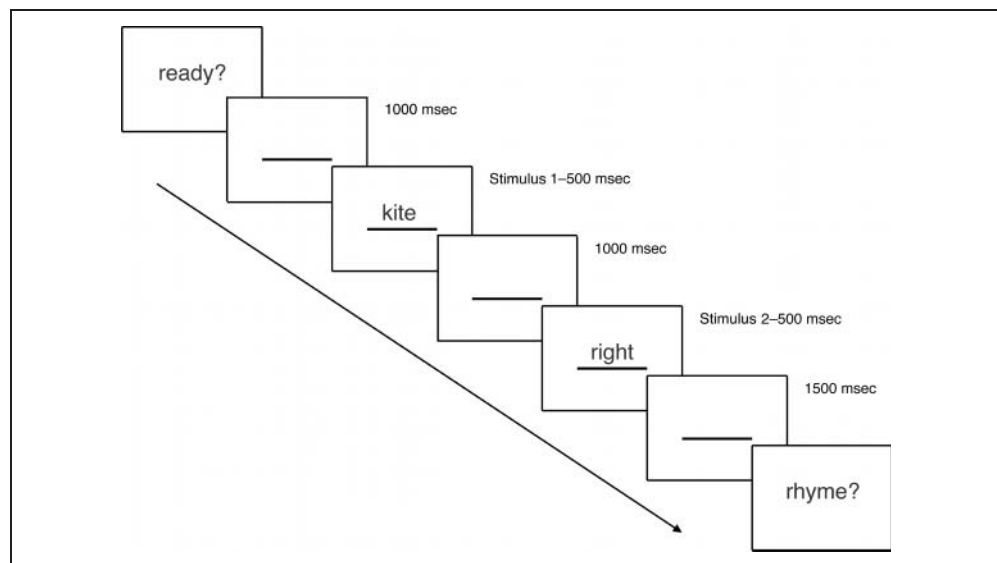 ready?
1000 msec
Stimulus 1–500 msec
kite
1000 msec
Stimulus 2–500 msec
right
1500 msec
rhyme?